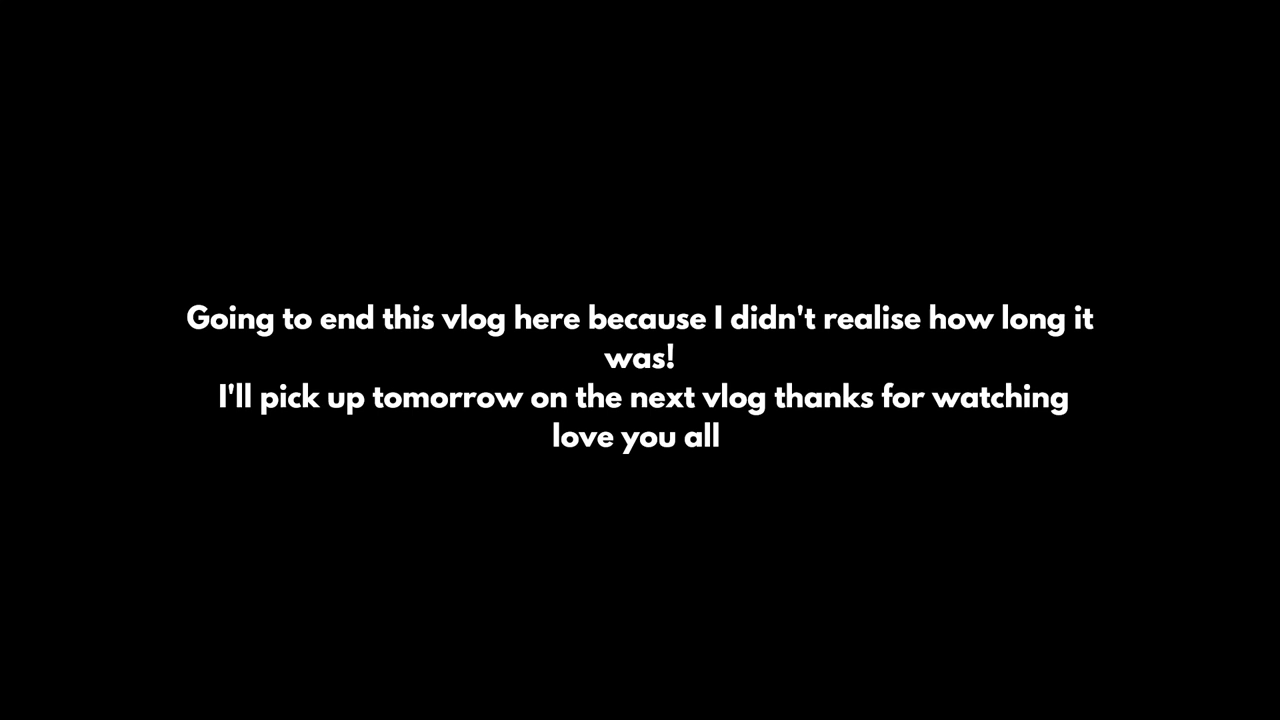 Going to end this vlog here because I didn't realise how long it
was!
I'll pick up tomorrow on the next vlog thanks for watching
love you all